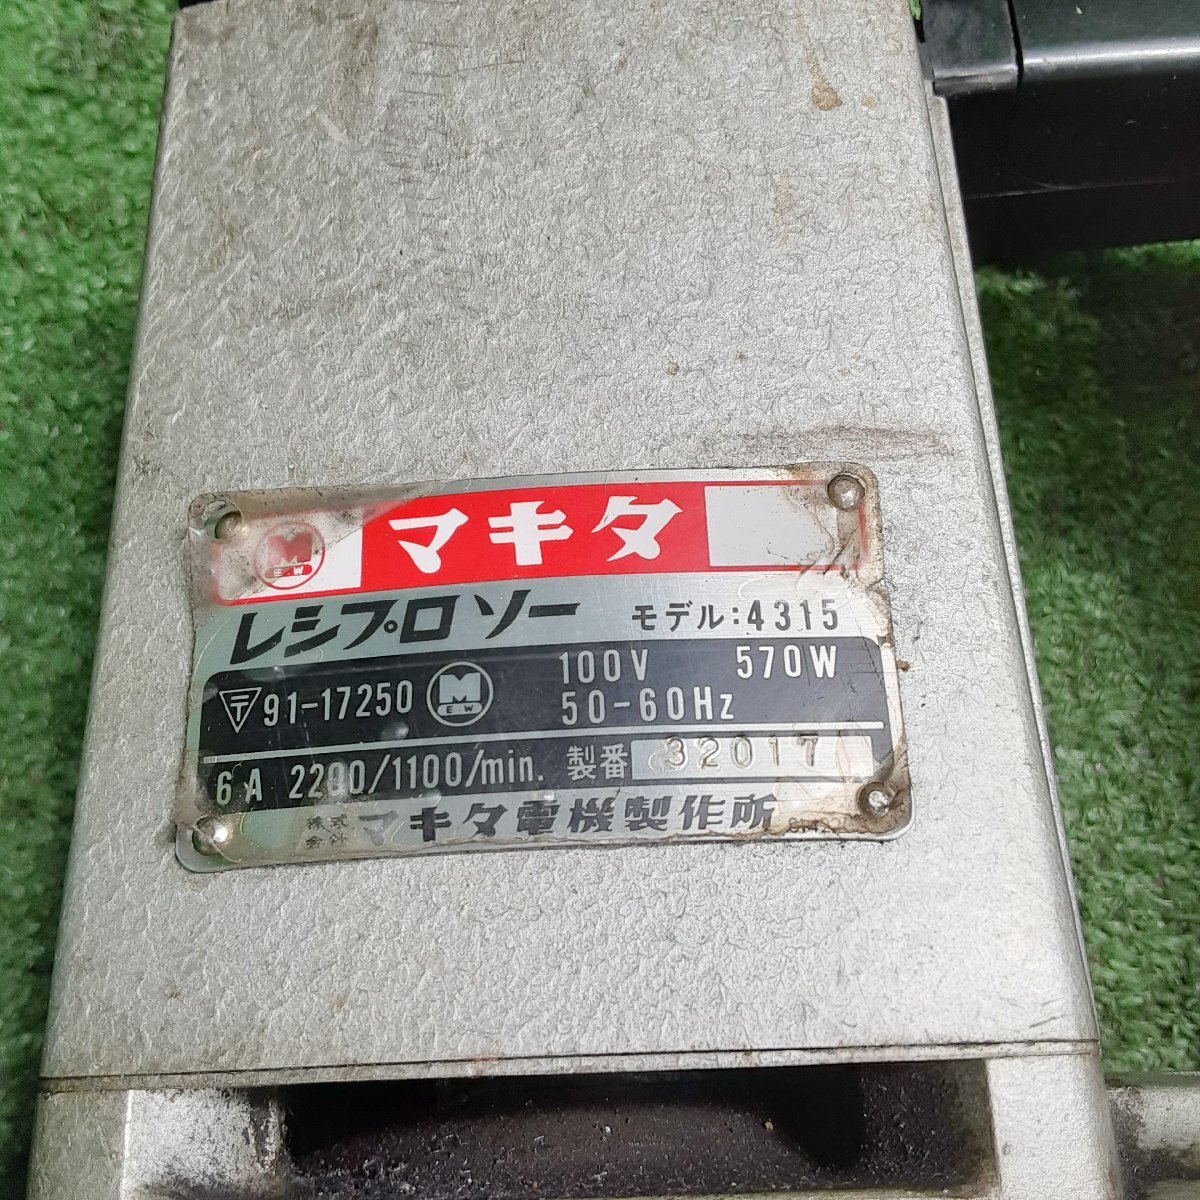 M
EW
マキタ
レシプロソー モデル:4315
〒91-17250 M EW 100V 570W
50-60Hz
6A 2200/1100/min. 製番 32017
株式会社 マキタ電機製作所